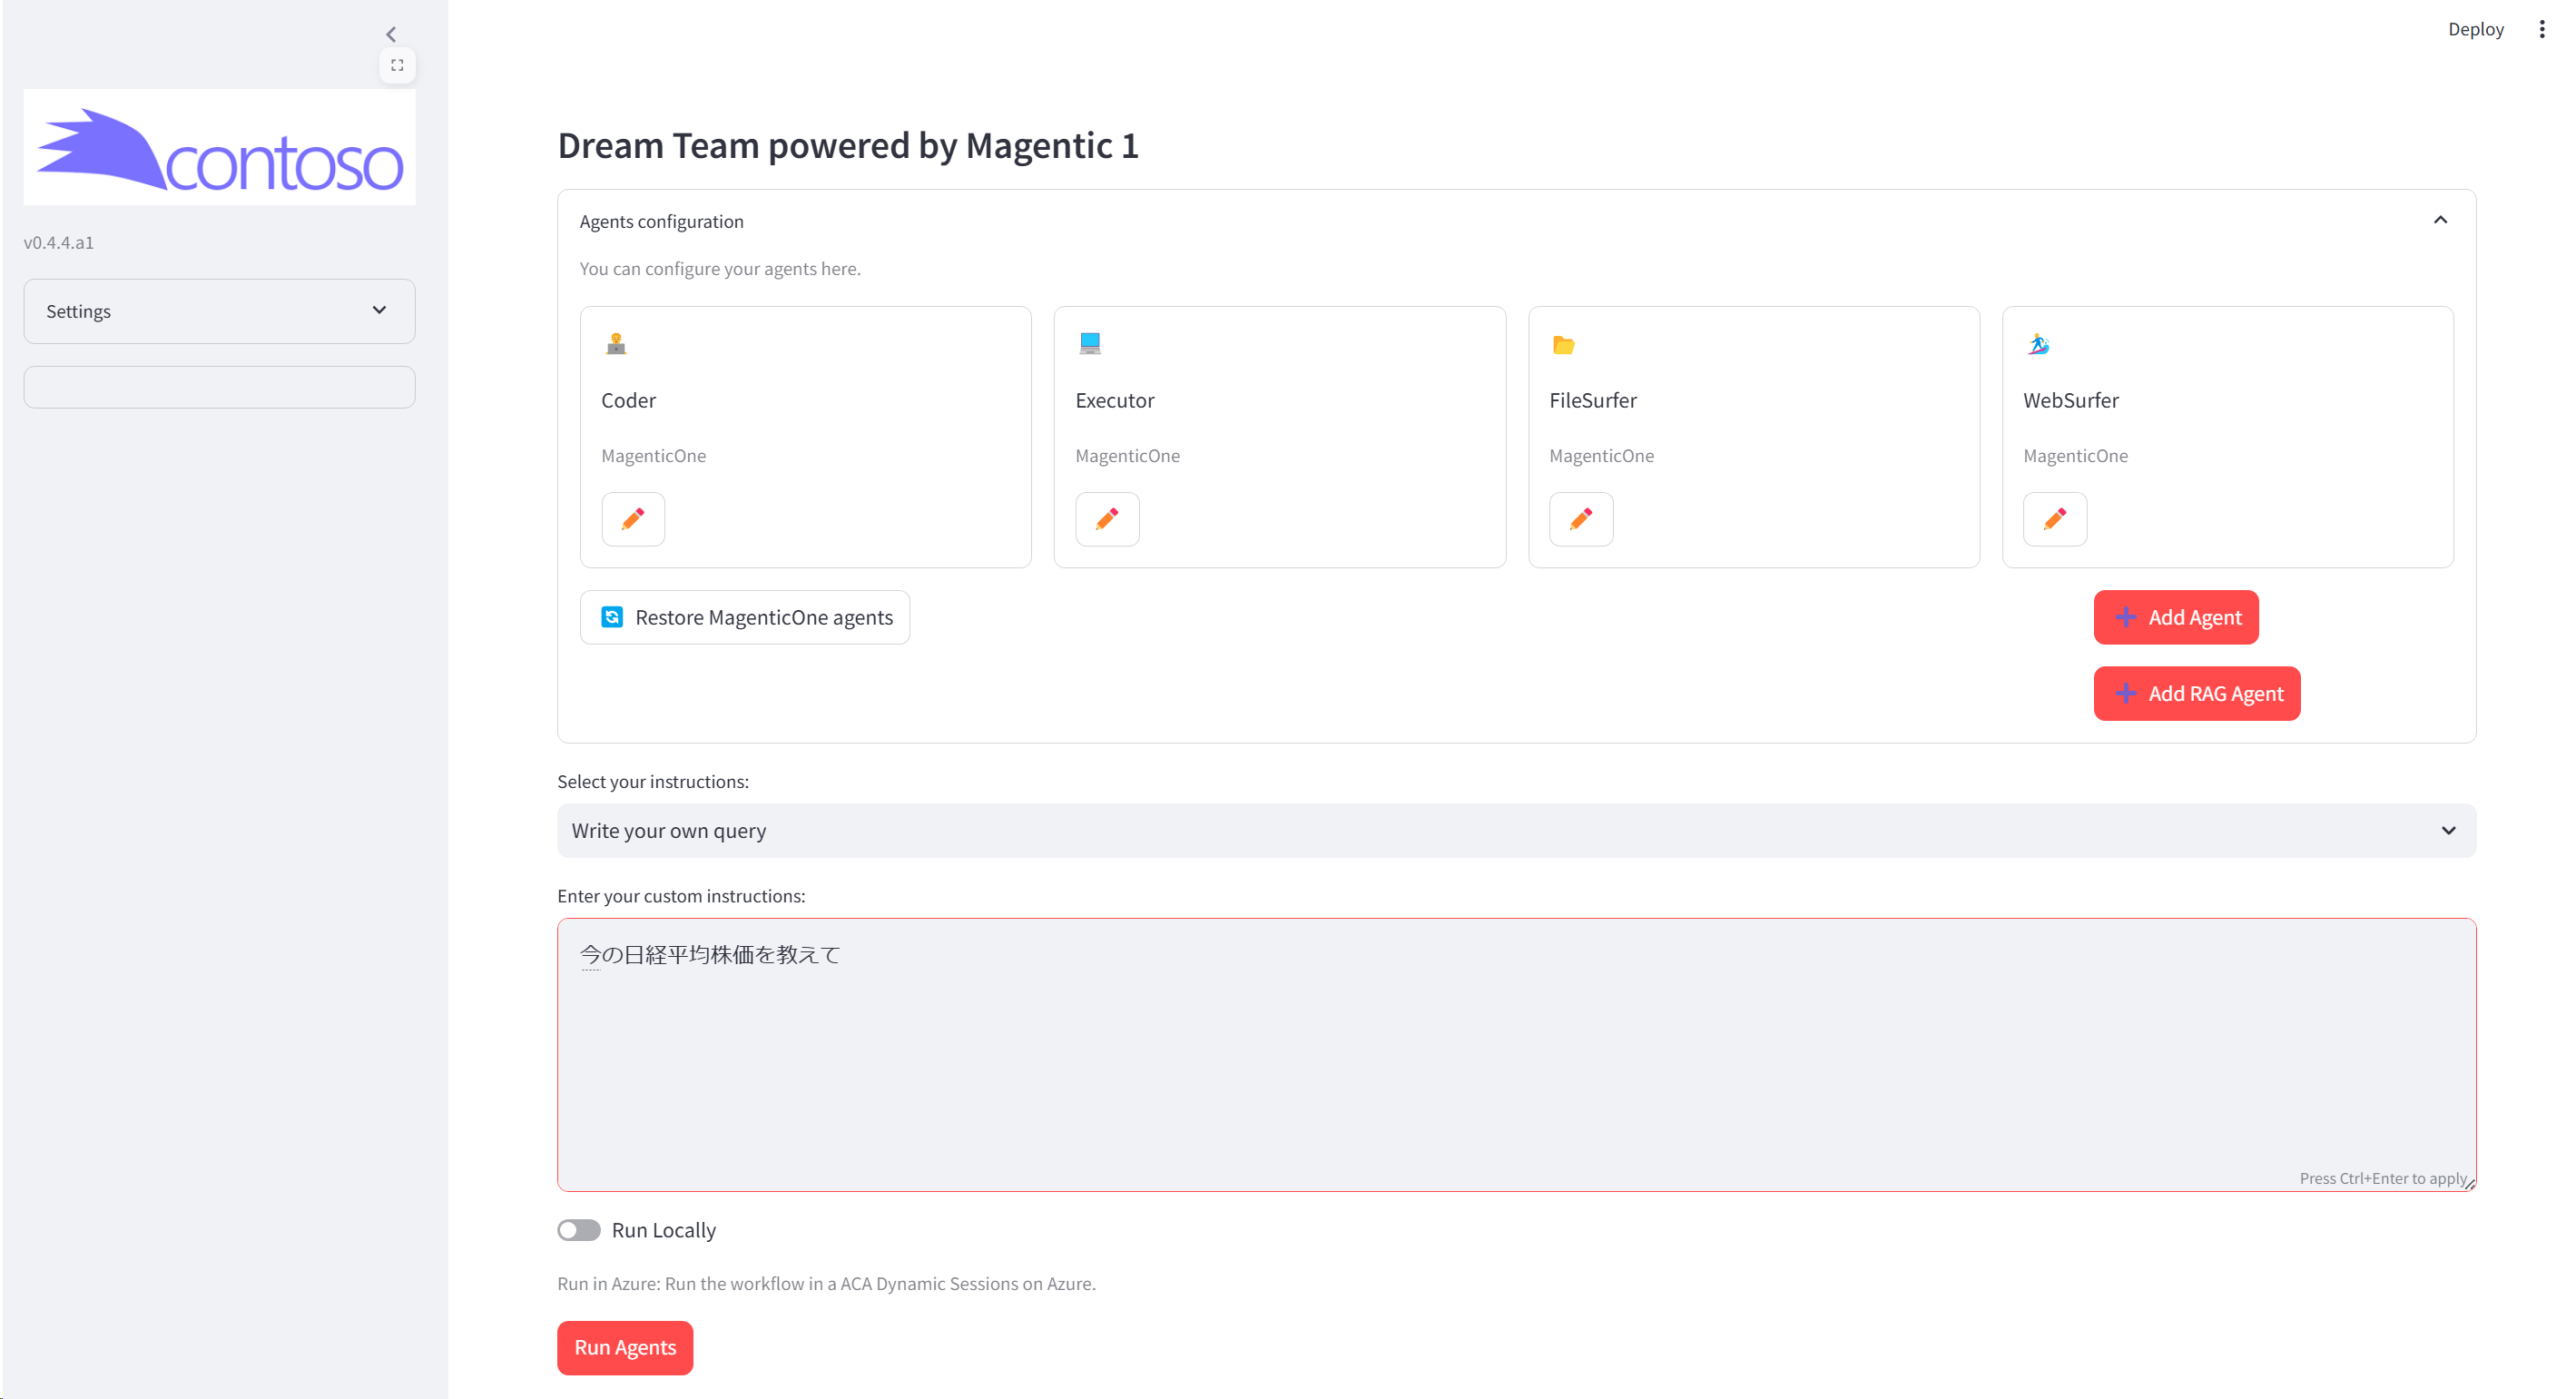 Deploy
contoso
v0.4.4.a1
Settings
Dream Team powered by Magentic 1
Agents configuration
You can configure your agents here.
Coder
MagenticOne
Executor
MagenticOne
FileSurfer
MagenticOne
WebSurfer
MagenticOne
Restore MagenticOne agents
Add Agent
Add RAG Agent
Select your instructions:
Write your own query
Enter your custom instructions:
今の日経平均株価を教えて
Press Ctrl+Enter to apply
Run Locally
Run in Azure: Run the workflow in a ACA Dynamic Sessions on Azure.
Run Agents